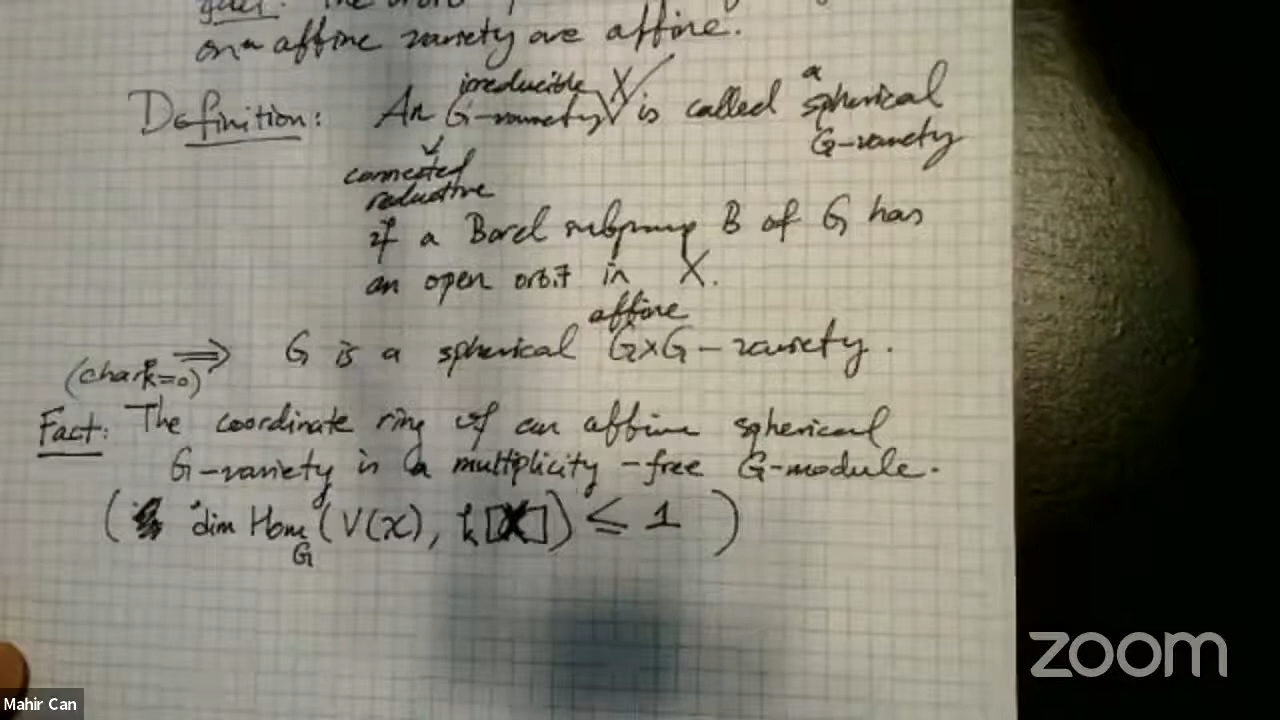 The
on affine variety are affine.
irreducible
a
Definition: An G-variety X is called spherical
G-variety
connected
reductive
if a Borel subgroup B of G has
an open orbit in X.
affine
⟹ G is a spherical G×G-variety.
(char k=0)
Fact: The coordinate ring of an affine spherical
G-variety is a multiplicity-free G-module.
( dim Hom_G (V(χ), k[X]) ≤ 1 )
zoom
Mahir Can